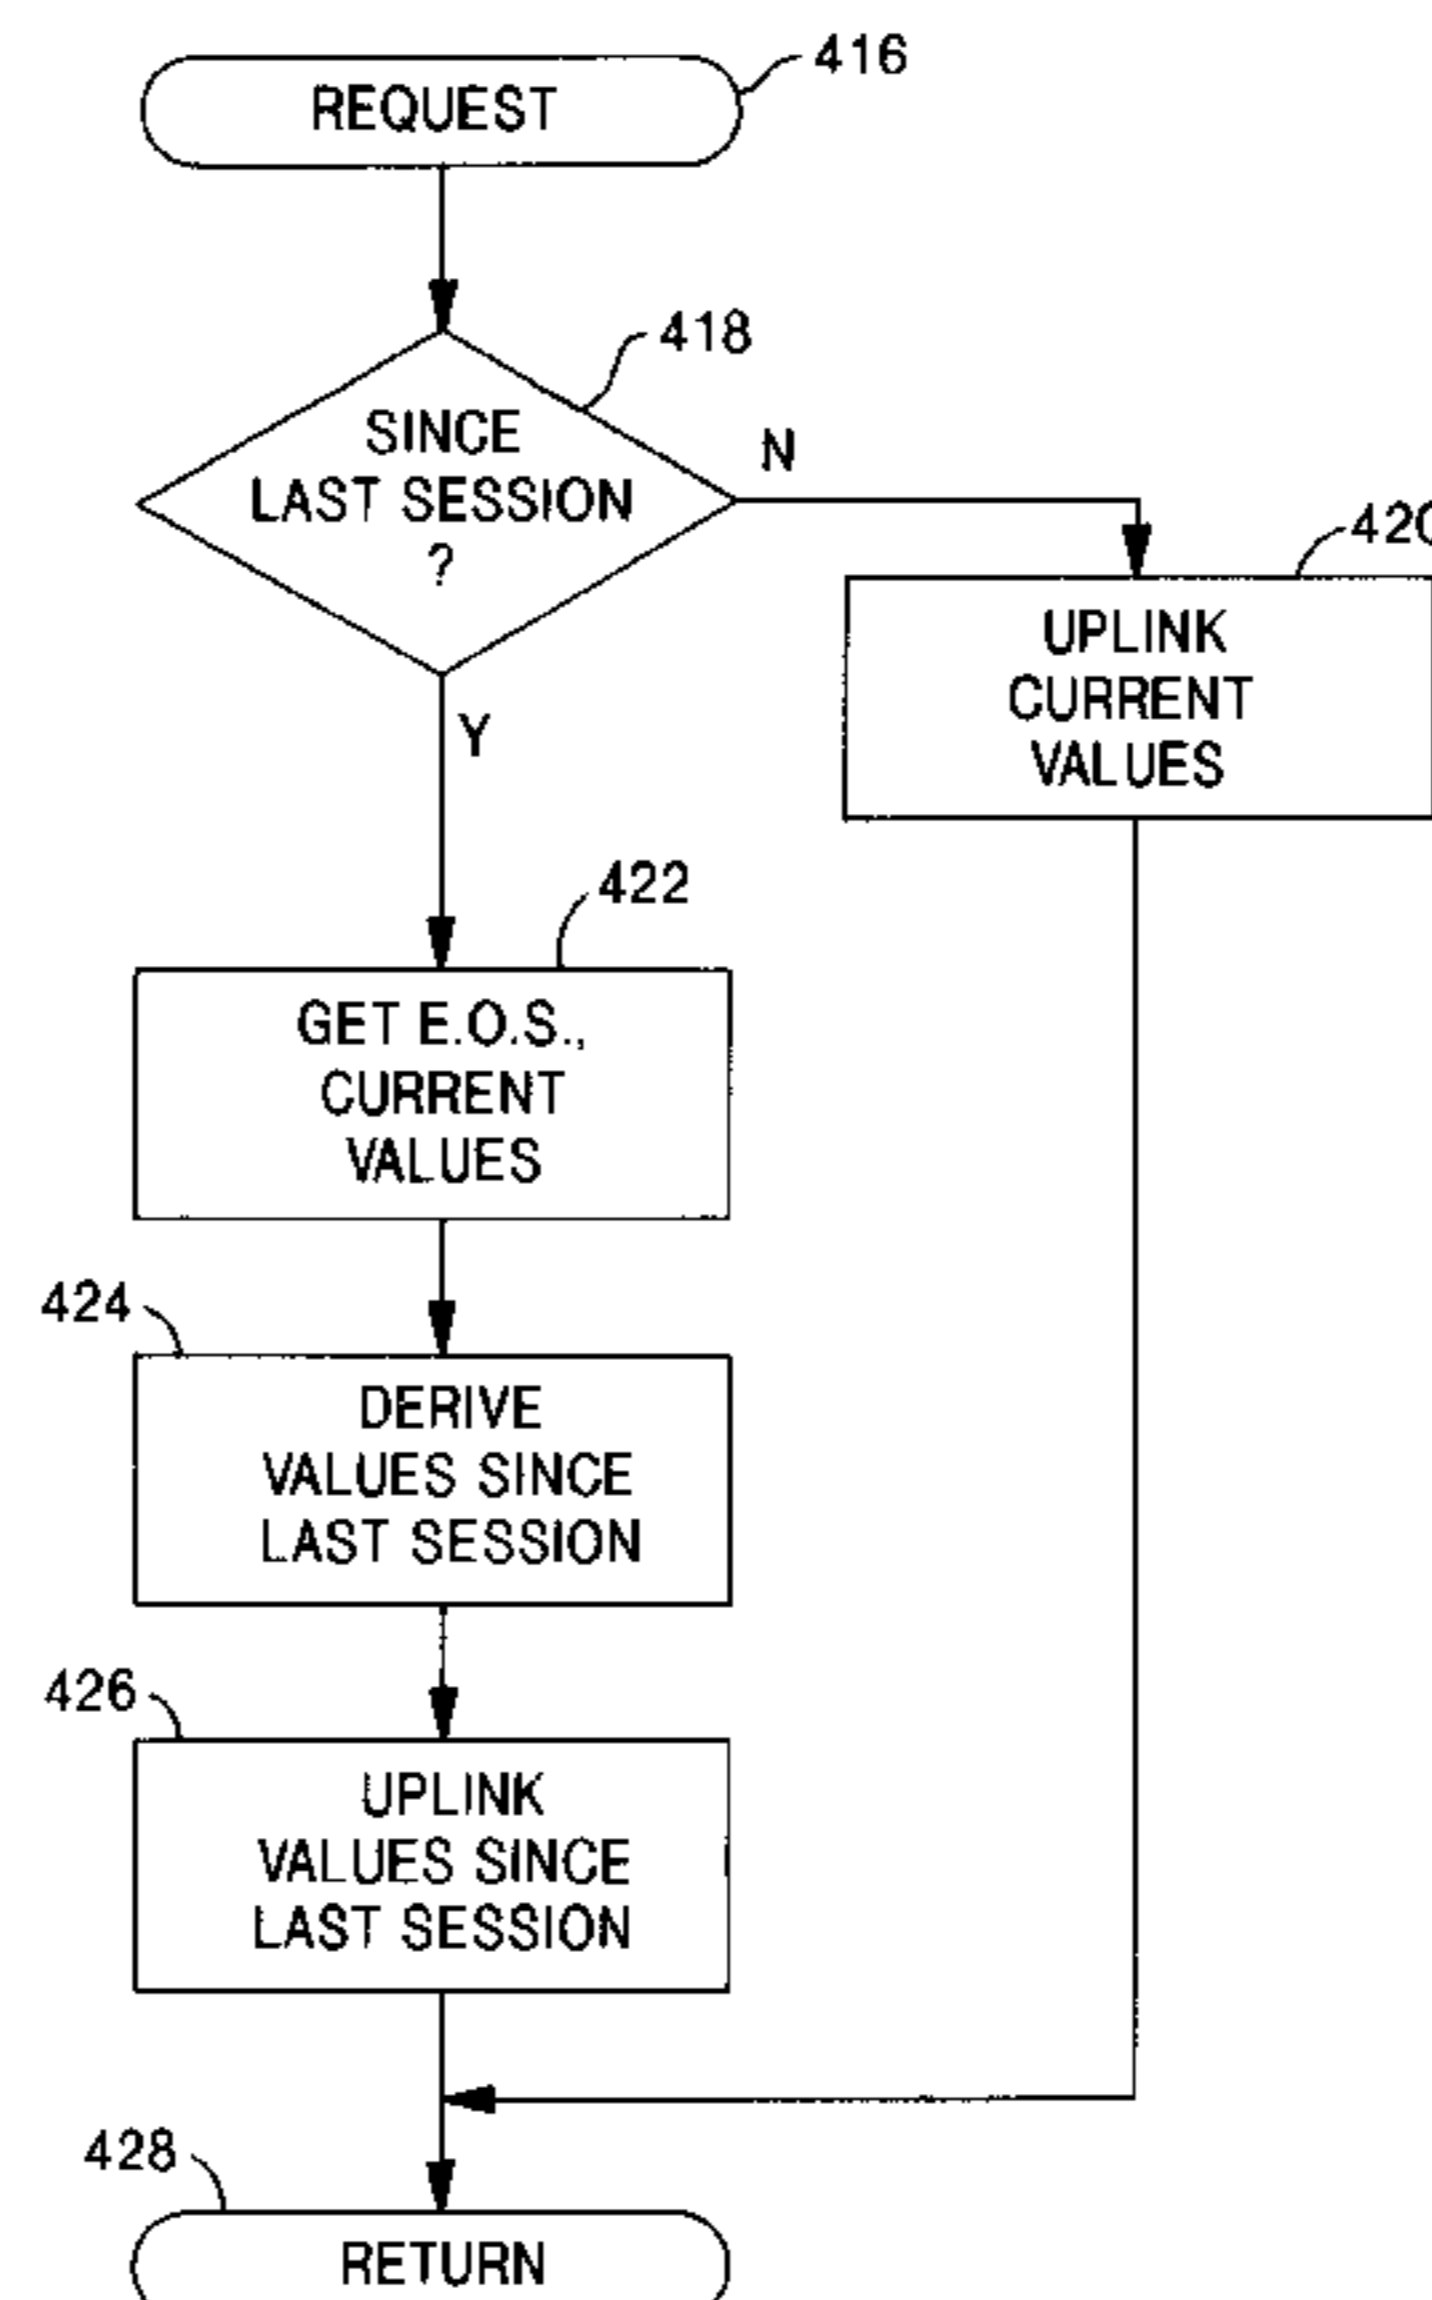 416
REQUEST
418
SINCE
LAST SESSION
?
N
Y
420
UPLINK
CURRENT
VALUES
422
GET E.O.S.,
CURRENT
VALUES
424
DERIVE
VALUES SINCE
LAST SESSION
426
UPLINK
VALUES SINCE
LAST SESSION
428
RETURN